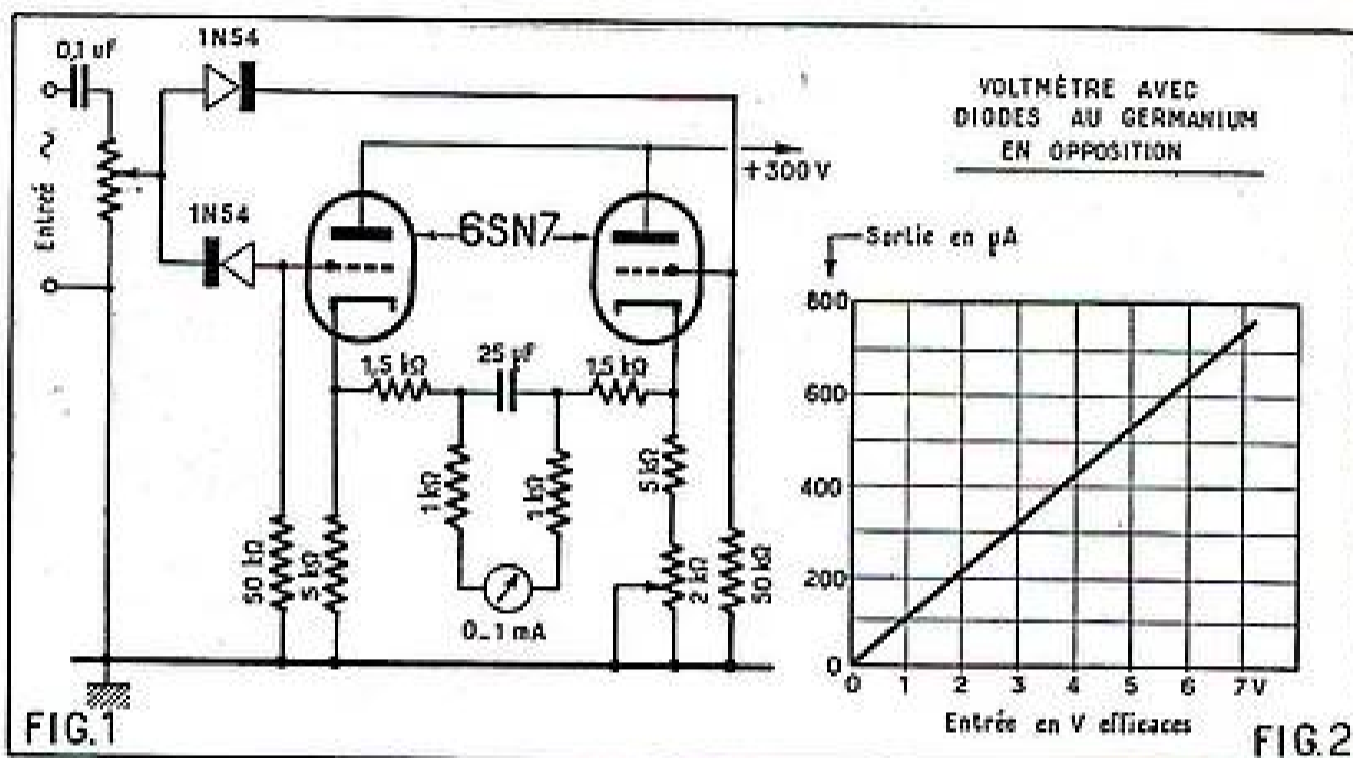 0,1 uF
1N54
Entrée ~
1N54
6SN7
+300V
1,5 kΩ
25 µF
1,5 kΩ
1 kΩ
1 kΩ
5 kΩ
50 kΩ
5 kΩ
2 kΩ
50 kΩ
0_1 mA
FIG.1
VOLTMÈTRE AVEC
DIODES AU GERMANIUM
EN OPPOSITION
Sortie en µA
800
600
400
200
0
0 1 2 3 4 5 6 7V
Entrée en V efficaces
FIG.2